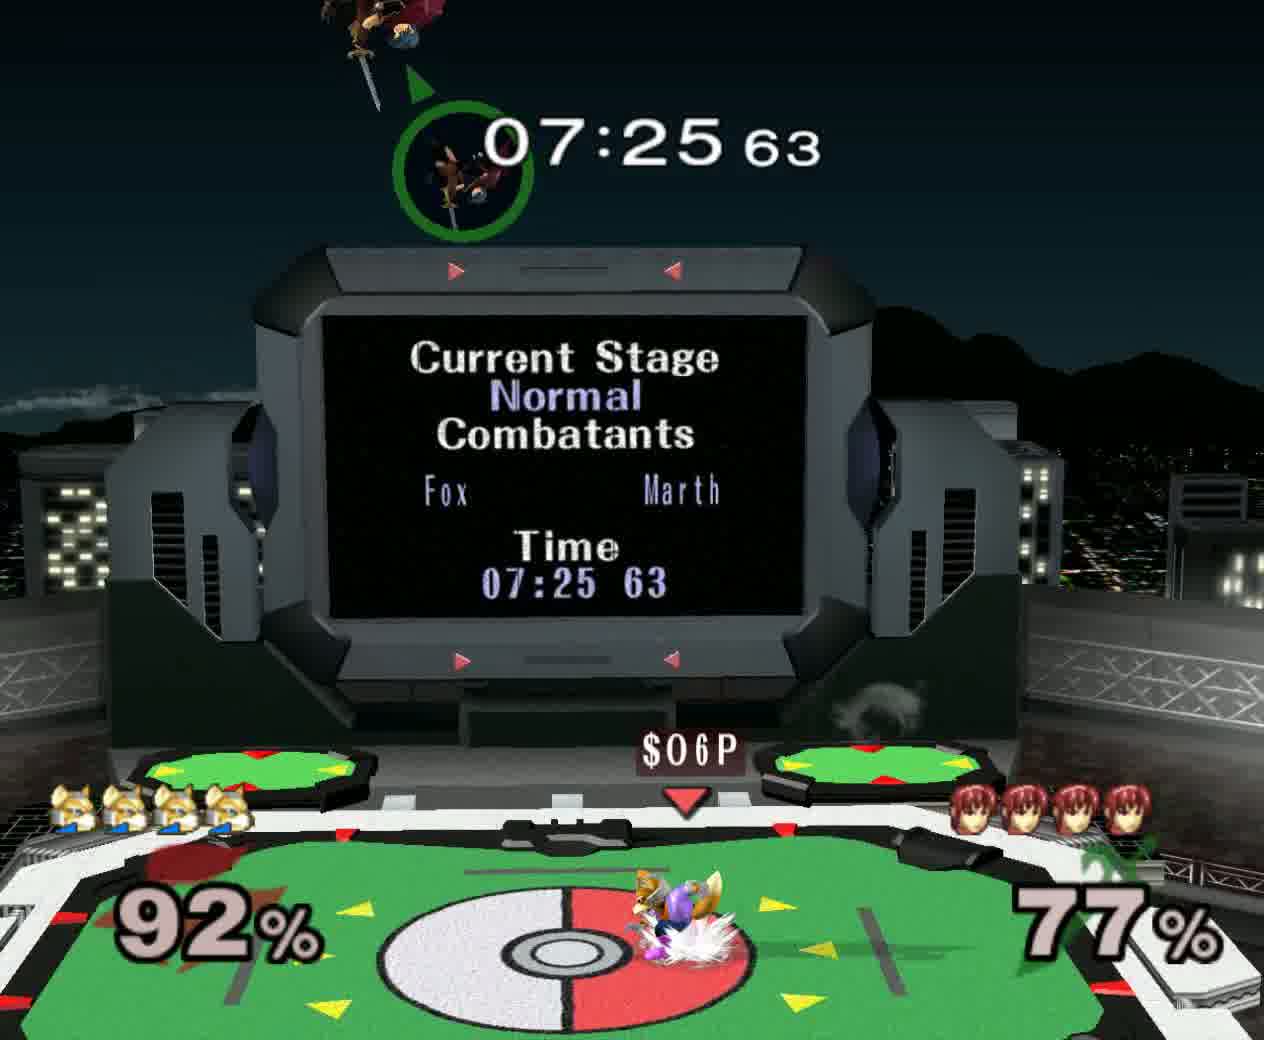 07:25 63
Current Stage
Normal
Combatants
Fox Marth
Time
07:25 63
$06P
92%
77%